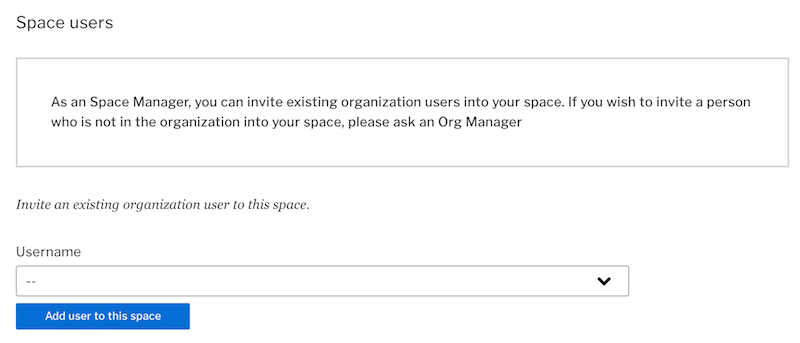 Space users
As an Space Manager, you can invite existing organization users into your space. If you wish to invite a person
who is not in the organization into your space, please ask an Org Manager
Invite an existing organization user to this space.
Username
--
Add user to this space